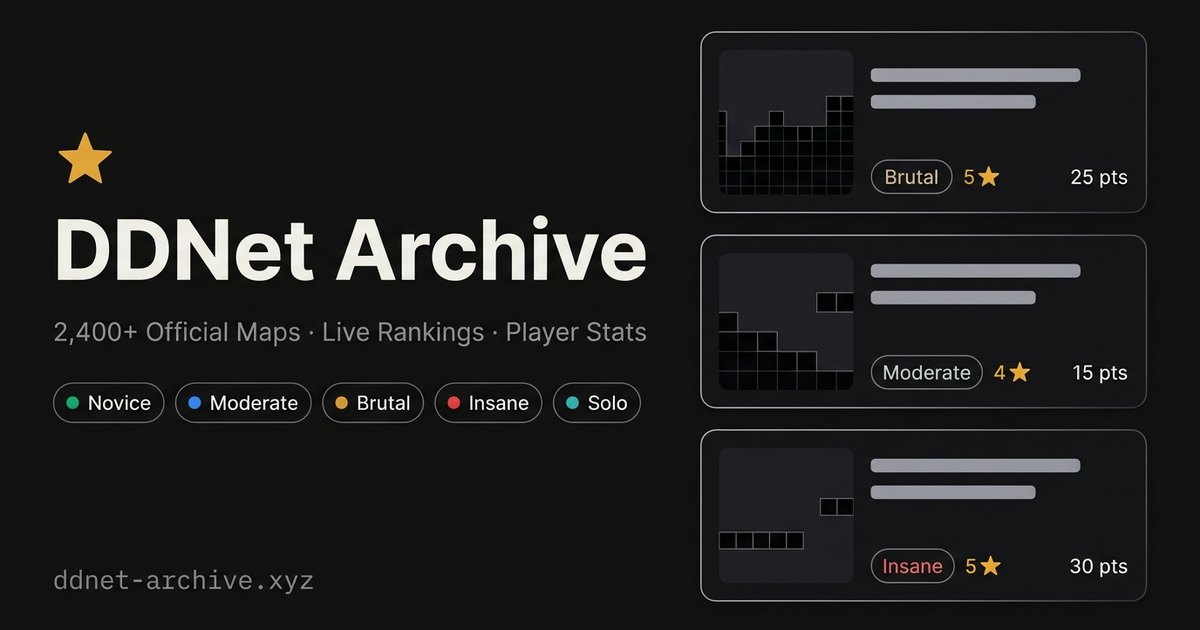 DDNet Archive
2,400+ Official Maps · Live Rankings · Player Stats
Novice Moderate Brutal Insane Solo
ddnet-archive.xyz
Brutal 5★ 25 pts
Moderate 4★ 15 pts
Insane 5★ 30 pts